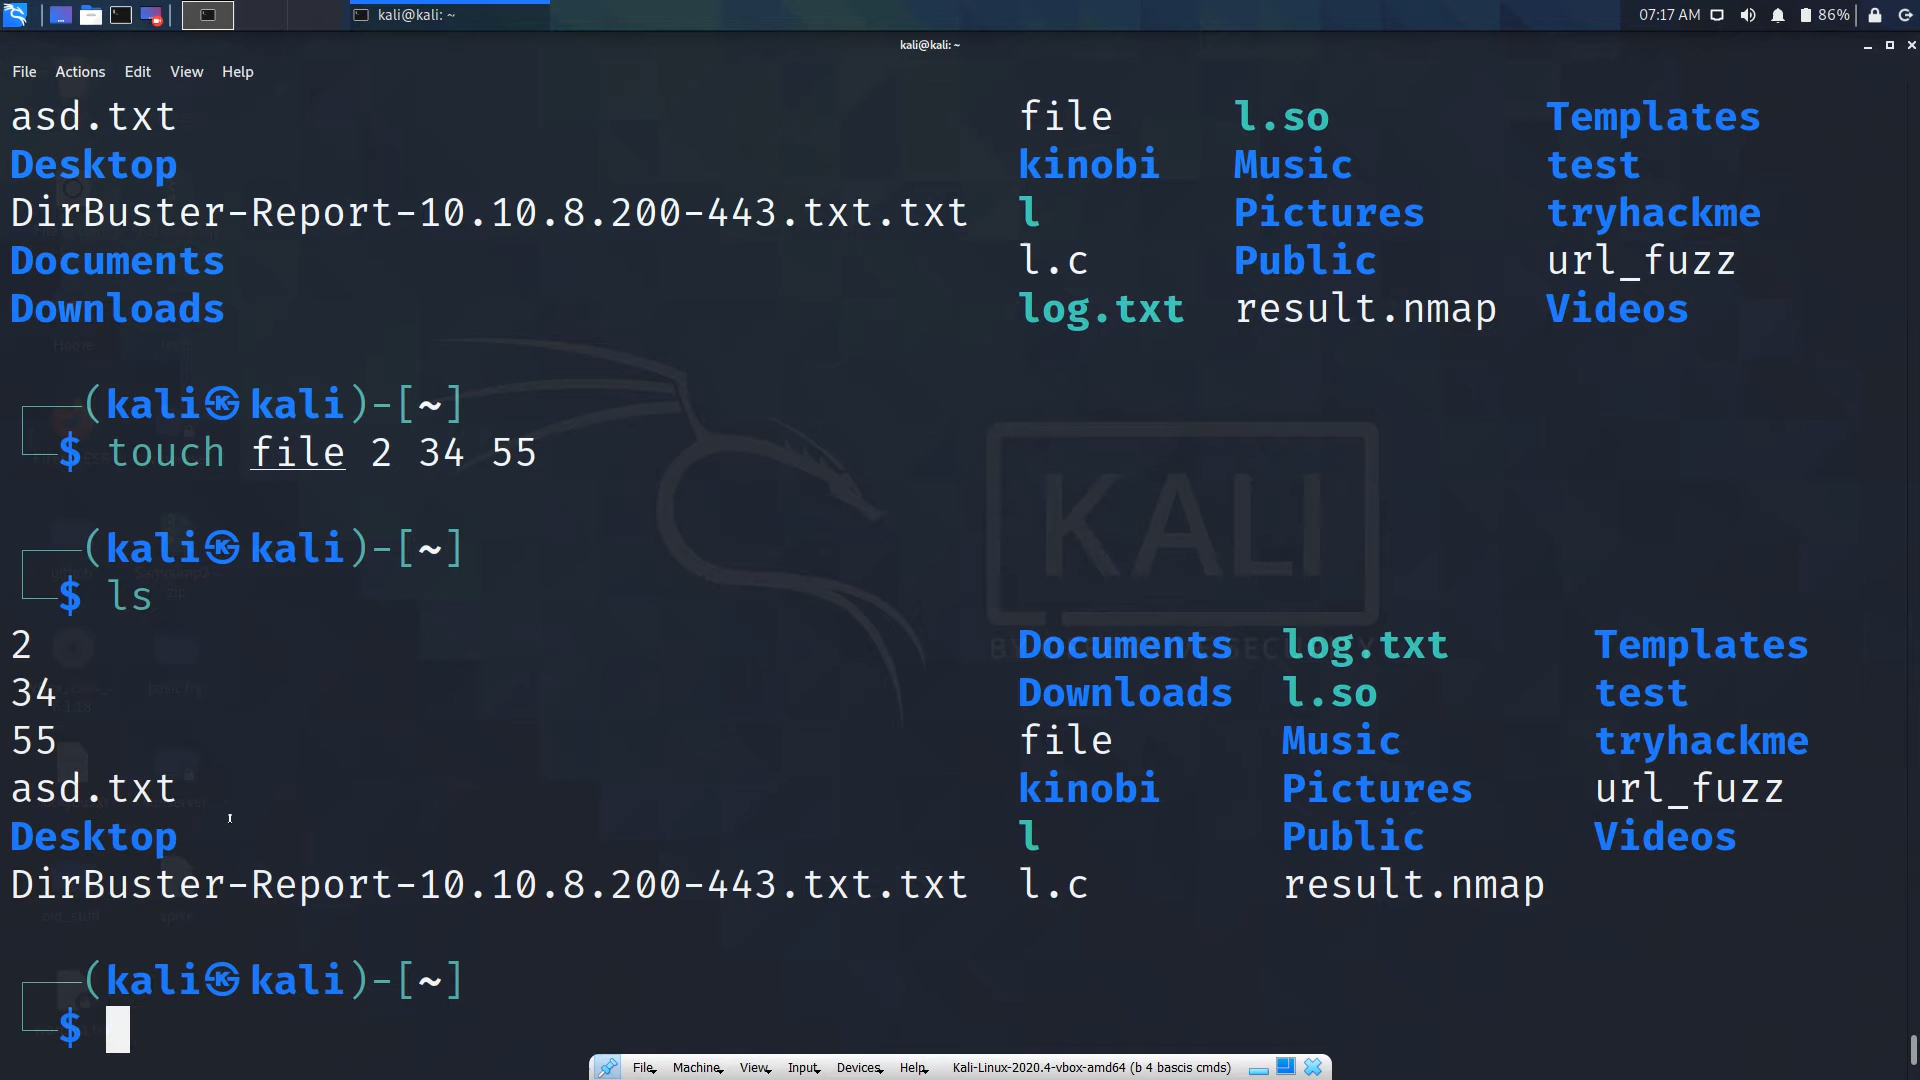 kali@kali: ~
07:17 AM 86%
kali@kali: ~
File Actions Edit View Help
asd.txt file l.so Templates
Desktop kinobi Music test
DirBuster-Report-10.10.8.200-443.txt.txt l Pictures tryhackme
Documents l.c Public url_fuzz
Downloads log.txt result.nmap Videos
(kali㉿kali)-[~]
$ touch file 2 34 55
(kali㉿kali)-[~]
$ ls
2 Documents log.txt Templates
34 Downloads l.so test
55 file Music tryhackme
asd.txt kinobi Pictures url_fuzz
Desktop l Public Videos
DirBuster-Report-10.10.8.200-443.txt.txt l.c result.nmap
(kali㉿kali)-[~]
$
KALI
File Machine View Input Devices Help Kali-Linux-2020.4-vbox-amd64 (b 4 bascis cmds)